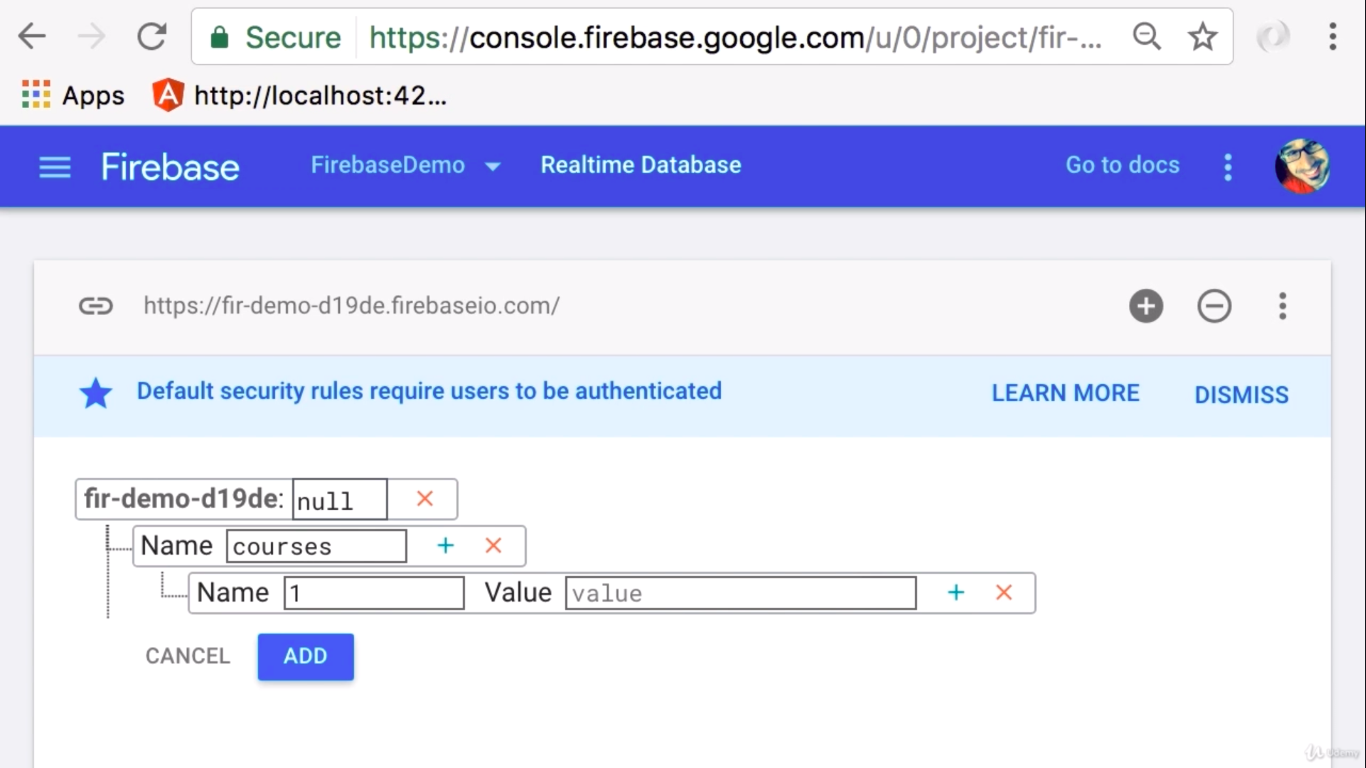 Secure https://console.firebase.google.com/u/0/project/fir-...
Apps http://localhost:42...
Firebase FirebaseDemo Realtime Database Go to docs
https://fir-demo-d19de.firebaseio.com/
Default security rules require users to be authenticated LEARN MORE DISMISS
fir-demo-d19de: null
Name courses
Name 1 Value value
CANCEL ADD
Udemy